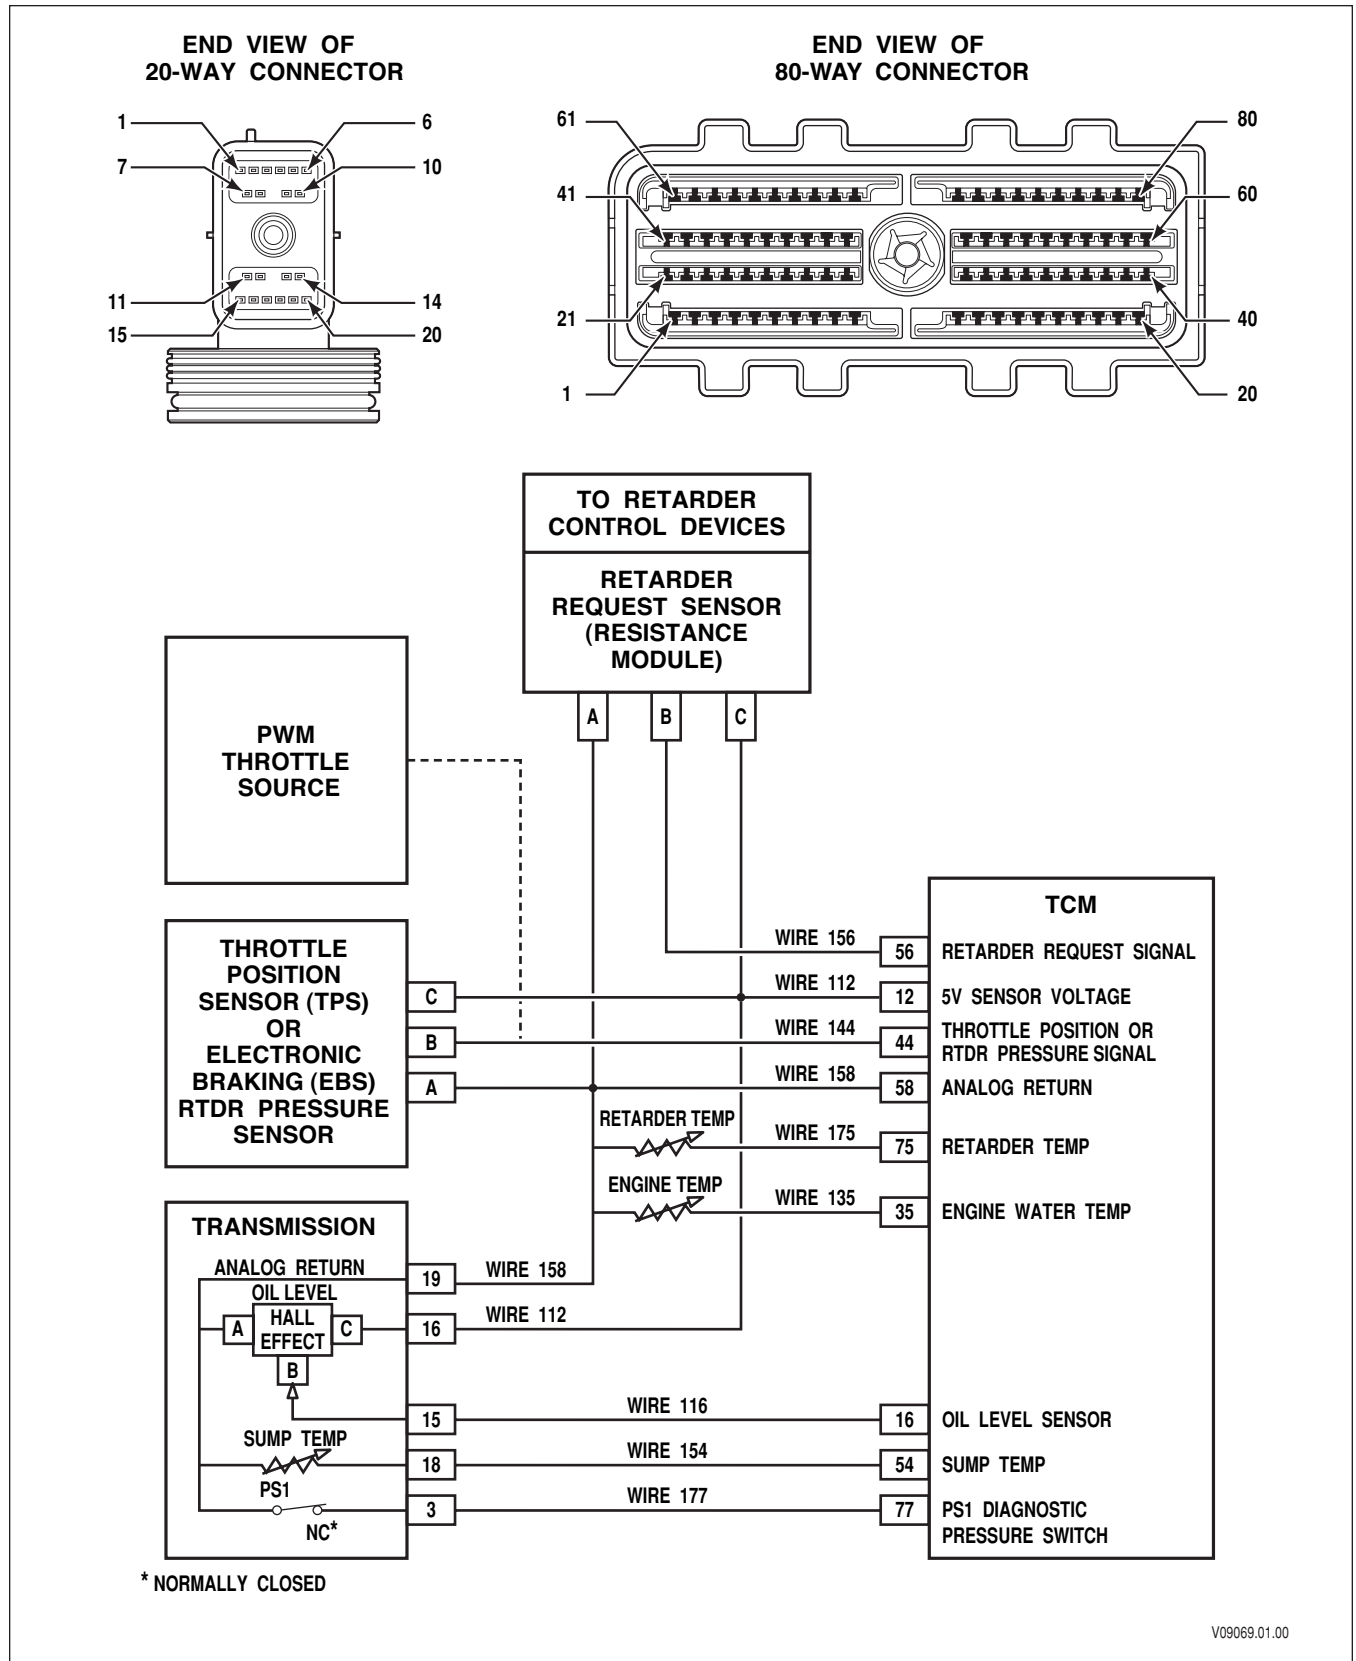 END VIEW OF
20-WAY CONNECTOR
1
6
7
10
11
14
15
20
END VIEW OF
80-WAY CONNECTOR
61
80
41
60
21
40
1
20
TO RETARDER
CONTROL DEVICES
RETARDER
REQUEST SENSOR
(RESISTANCE
MODULE)
A
B
C
PWM
THROTTLE
SOURCE
THROTTLE
POSITION
SENSOR (TPS)
OR
ELECTRONIC
BRAKING (EBS)
RTDR PRESSURE
SENSOR
C
B
A
TCM
WIRE 156
56
RETARDER REQUEST SIGNAL
WIRE 112
12
5V SENSOR VOLTAGE
WIRE 144
44
THROTTLE POSITION OR
RTDR PRESSURE SIGNAL
WIRE 158
58
ANALOG RETURN
RETARDER TEMP
WIRE 175
75
RETARDER TEMP
ENGINE TEMP
WIRE 135
35
ENGINE WATER TEMP
TRANSMISSION
ANALOG RETURN
19
WIRE 158
OIL LEVEL
A
HALL
EFFECT
C
B
16
WIRE 112
15
WIRE 116
16
OIL LEVEL SENSOR
SUMP TEMP
18
WIRE 154
54
SUMP TEMP
PS1
NC*
3
WIRE 177
77
PS1 DIAGNOSTIC
PRESSURE SWITCH
* NORMALLY CLOSED
V09069.01.00